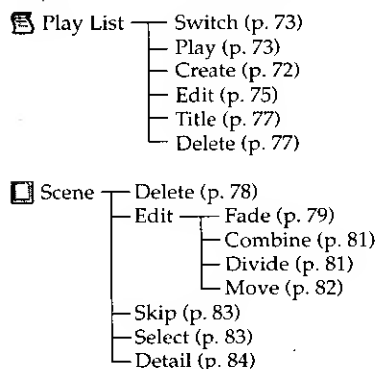 Play List Switch (p. 73)
Play (p. 73)
Create (p. 72)
Edit (p. 75)
Title (p. 77)
Delete (p. 77)
Scene Delete (p. 78)
Edit Fade (p. 79)
Combine (p. 81)
Divide (p. 81)
Move (p. 82)
Skip (p. 83)
Select (p. 83)
Detail (p. 84)